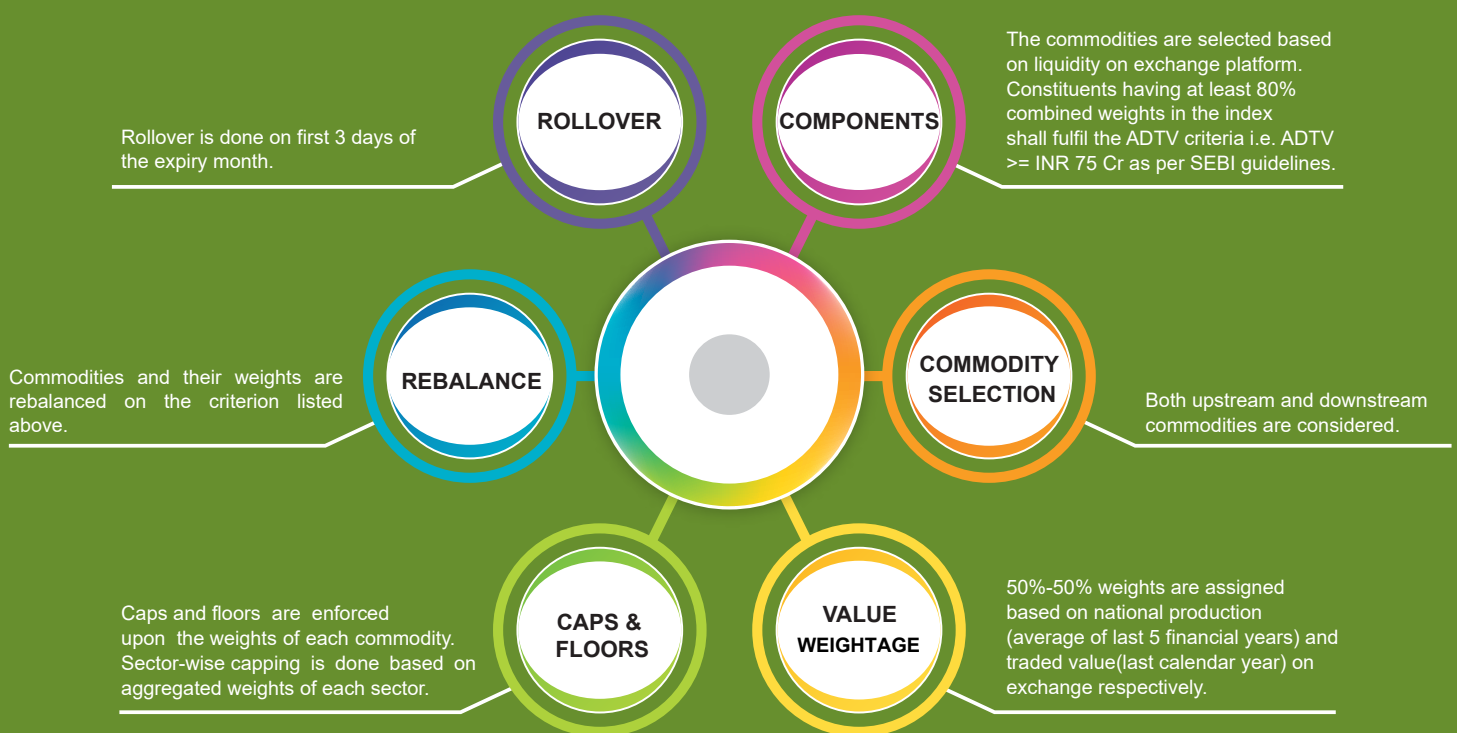 ROLLOVER
Rollover is done on first 3 days of
the expiry month.
COMPONENTS
The commodities are selected based
on liquidity on exchange platform.
Constituents having at least 80%
combined weights in the index
shall fulfil the ADTV criteria i.e. ADTV
>= INR 75 Cr as per SEBI guidelines.
REBALANCE
Commodities and their weights are
rebalanced on the criterion listed
above.
COMMODITY
SELECTION
Both upstream and downstream
commodities are considered.
CAPS &
FLOORS
Caps and floors are enforced
upon the weights of each commodity.
Sector-wise capping is done based on
aggregated weights of each sector.
VALUE
WEIGHTAGE
50%-50% weights are assigned
based on national production
(average of last 5 financial years) and
traded value(last calendar year) on
exchange respectively.